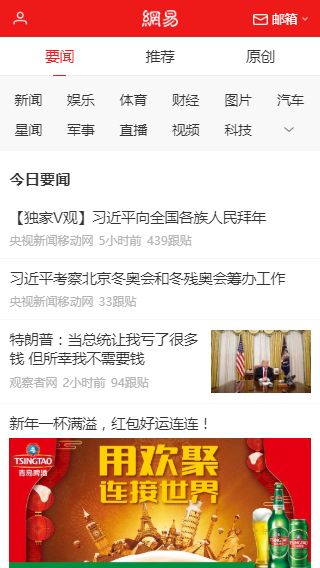 網易
邮箱
要闻 推荐 原创
新闻 娱乐 体育 财经 图片 汽车
星闻 军事 直播 视频 科技
今日要闻
【独家V观】习近平向全国各族人民拜年
央视新闻移动网 5小时前 439跟贴
习近平考察北京冬奥会和冬残奥会筹办工作
央视新闻移动网 33跟贴
特朗普：当总统让我亏了很多
钱 但所幸我不需要钱
观察者网 2小时前 94跟贴
新年一杯满溢，红包好运连连！
TSINGTAO
青岛啤酒
用欢聚
连接世界